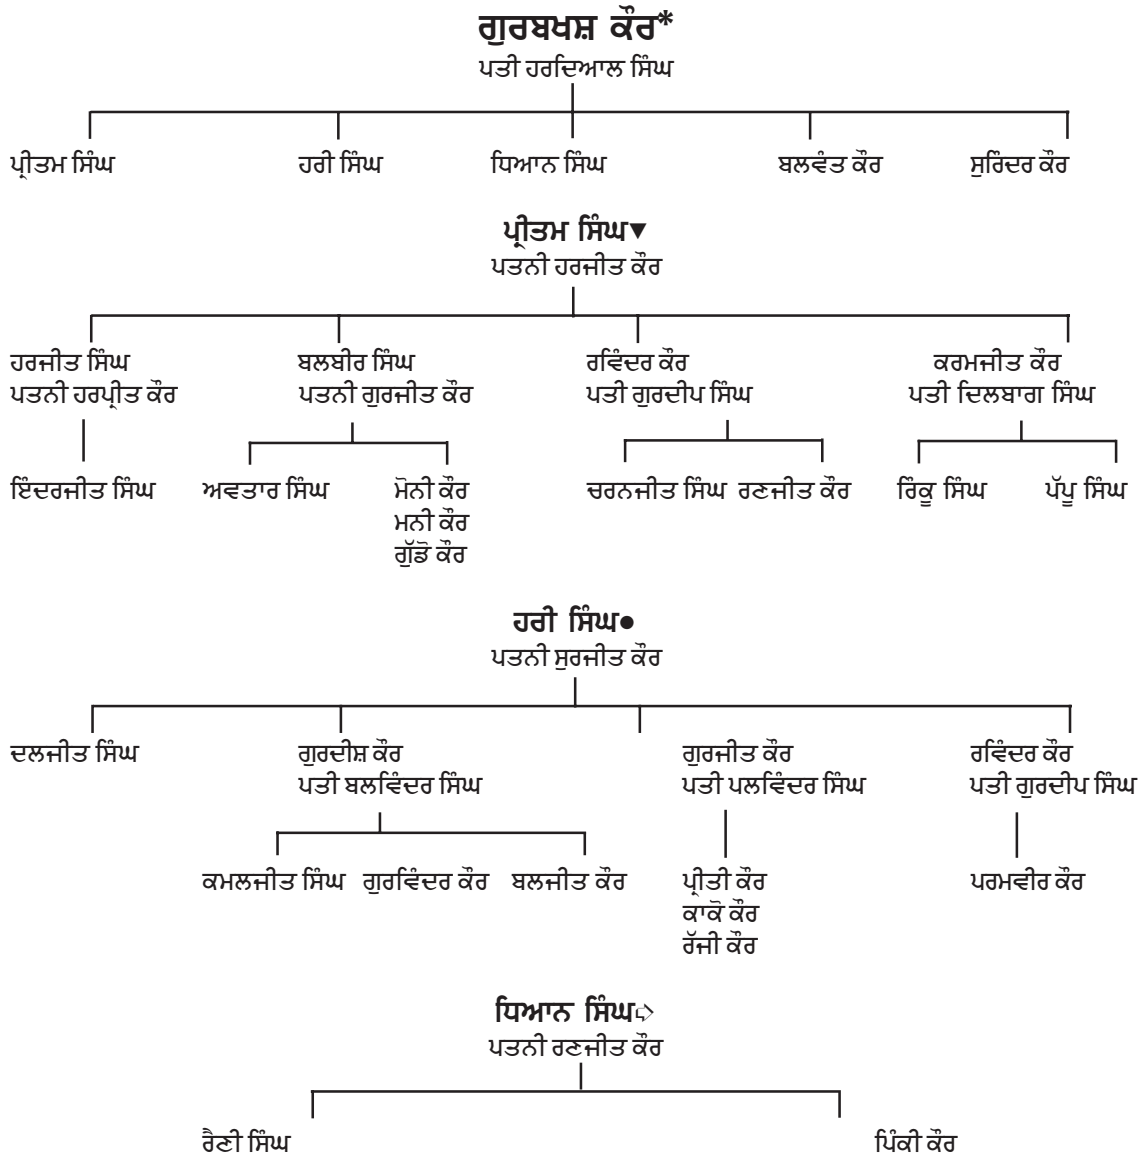 ਗੁਰਬਖਸ਼ ਕੌਰ*
ਪਤੀ ਹਰਦਿਆਲ ਸਿੰਘ
ਪ੍ਰੀਤਮ ਸਿੰਘ ਹਰੀ ਸਿੰਘ ਧਿਆਨ ਸਿੰਘ ਬਲਵੰਤ ਕੌਰ ਸੁਰਿੰਦਰ ਕੌਰ
ਪ੍ਰੀਤਮ ਸਿੰਘ▼
ਪਤਨੀ ਹਰਜੀਤ ਕੌਰ
ਹਰਜੀਤ ਸਿੰਘ ਬਲਬੀਰ ਸਿੰਘ ਰਵਿੰਦਰ ਕੌਰ ਕਰਮਜੀਤ ਕੌਰ
ਪਤਨੀ ਹਰਪ੍ਰੀਤ ਕੌਰ ਪਤਨੀ ਗੁਰਜੀਤ ਕੌਰ ਪਤੀ ਗੁਰਦੀਪ ਸਿੰਘ ਪਤੀ ਦਿਲਬਾਗ ਸਿੰਘ
ਇੰਦਰਜੀਤ ਸਿੰਘ ਅਵਤਾਰ ਸਿੰਘ ਮੋਨੀ ਕੌਰ ਚਰਨਜੀਤ ਸਿੰਘ ਰਣਜੀਤ ਕੌਰ ਰਿੰਕੂ ਸਿੰਘ ਪੱਪੂ ਸਿੰਘ
ਮਨੀ ਕੌਰ
ਗੁੱਡੋ ਕੌਰ
ਹਰੀ ਸਿੰਘ●
ਪਤਨੀ ਸੁਰਜੀਤ ਕੌਰ
ਦਲਜੀਤ ਸਿੰਘ ਗੁਰਦੀਸ਼ ਕੌਰ ਗੁਰਜੀਤ ਕੌਰ ਰਵਿੰਦਰ ਕੌਰ
ਪਤੀ ਬਲਵਿੰਦਰ ਸਿੰਘ ਪਤੀ ਪਲਵਿੰਦਰ ਸਿੰਘ ਪਤੀ ਗੁਰਦੀਪ ਸਿੰਘ
ਕਮਲਜੀਤ ਸਿੰਘ ਗੁਰਵਿੰਦਰ ਕੌਰ ਬਲਜੀਤ ਕੌਰ ਪ੍ਰੀਤੀ ਕੌਰ ਪਰਮਵੀਰ ਕੌਰ
ਕਾਕੋ ਕੌਰ
ਰੱਜੀ ਕੌਰ
ਧਿਆਨ ਸਿੰਘ➪
ਪਤਨੀ ਰਣਜੀਤ ਕੌਰ
ਰੈਣੀ ਸਿੰਘ ਪਿੰਕੀ ਕੌਰ